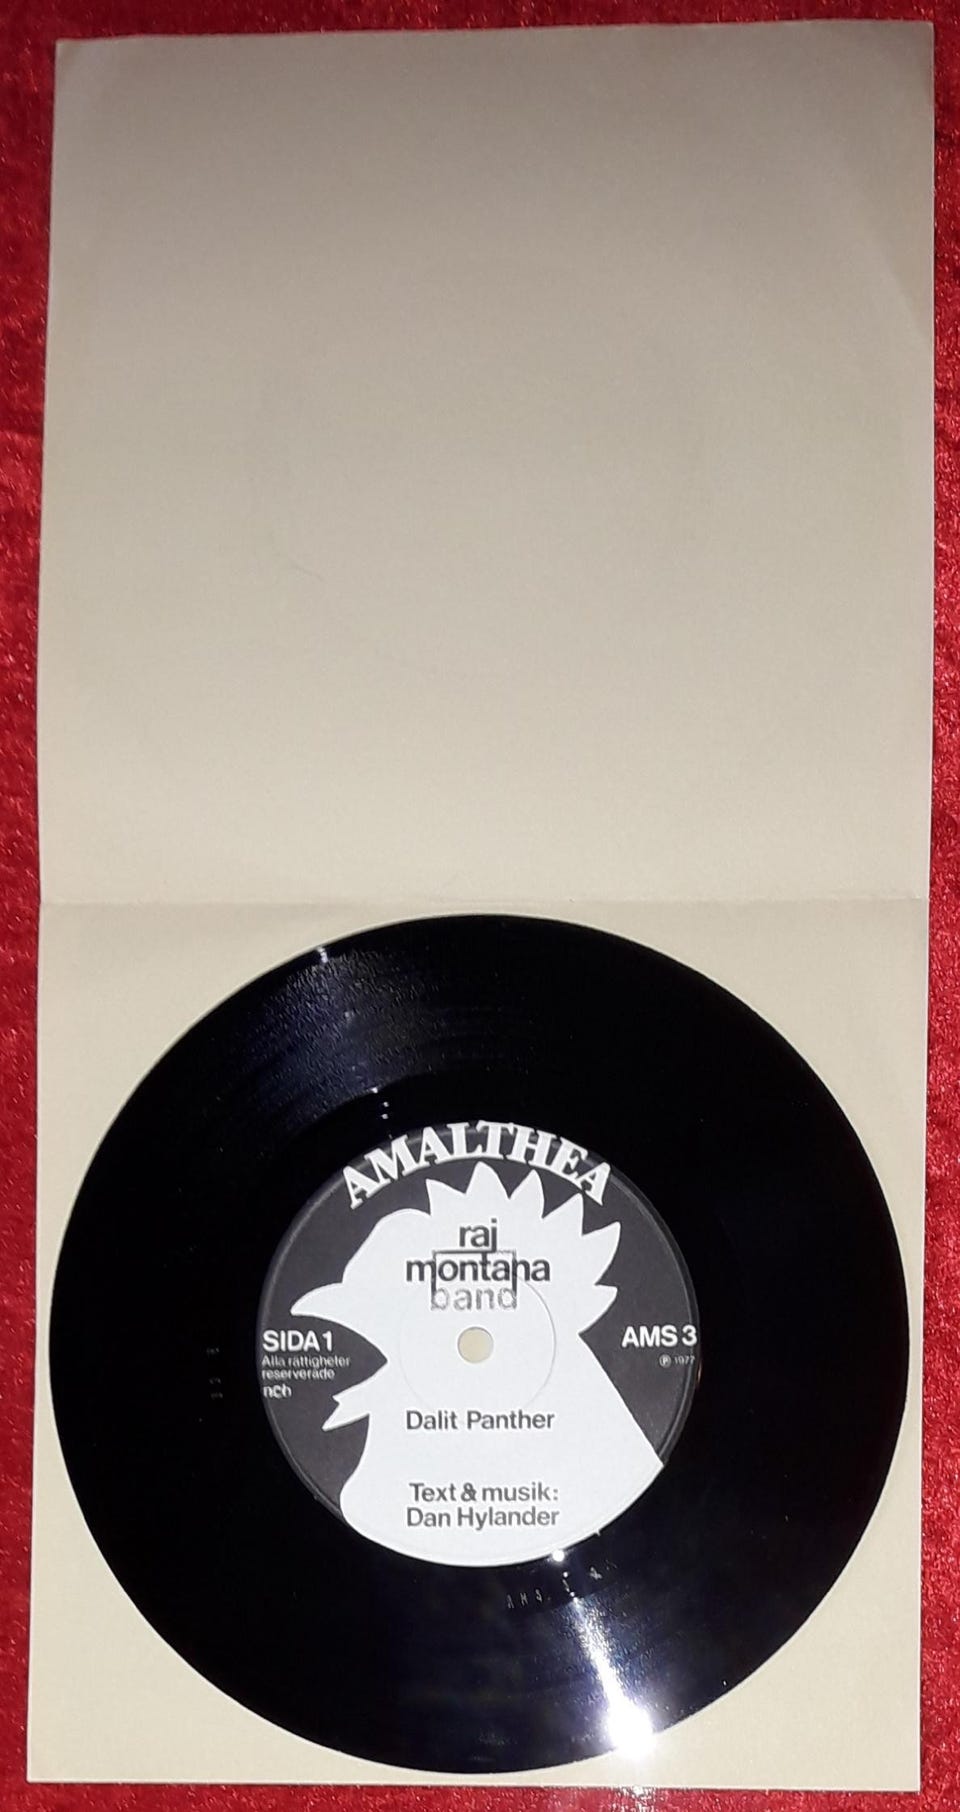 AMALTHEA
raj
montana
band
SIDA 1
Alla rättigheter
reserverade
ncb
AMS 3
Ⓟ 1977
Dalit Panther
Text & musik:
Dan Hylander